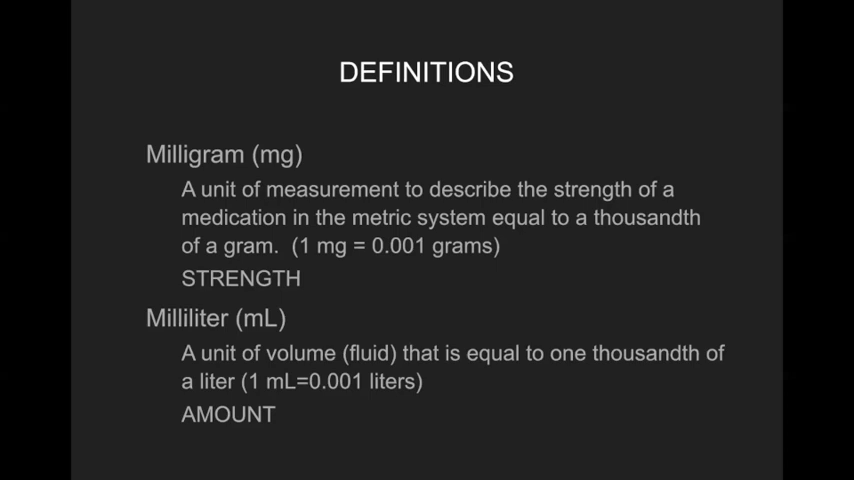 DEFINITIONS
Milligram (mg)
A unit of measurement to describe the strength of a
medication in the metric system equal to a thousandth
of a gram.  (1 mg = 0.001 grams)
STRENGTH
Milliliter (mL)
A unit of volume (fluid) that is equal to one thousandth of
a liter (1 mL=0.001 liters)
AMOUNT